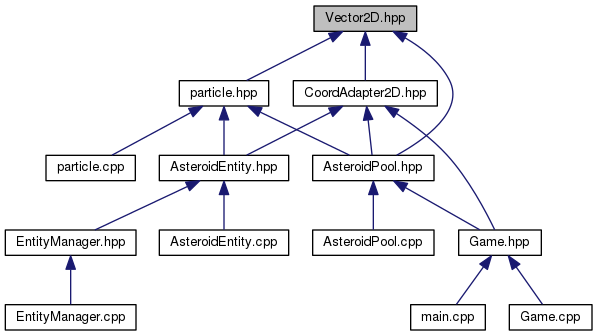 Vector2D.hpp
particle.hpp
CoordAdapter2D.hpp
particle.cpp
AsteroidEntity.hpp
AsteroidPool.hpp
EntityManager.hpp
AsteroidEntity.cpp
AsteroidPool.cpp
Game.hpp
EntityManager.cpp
main.cpp
Game.cpp